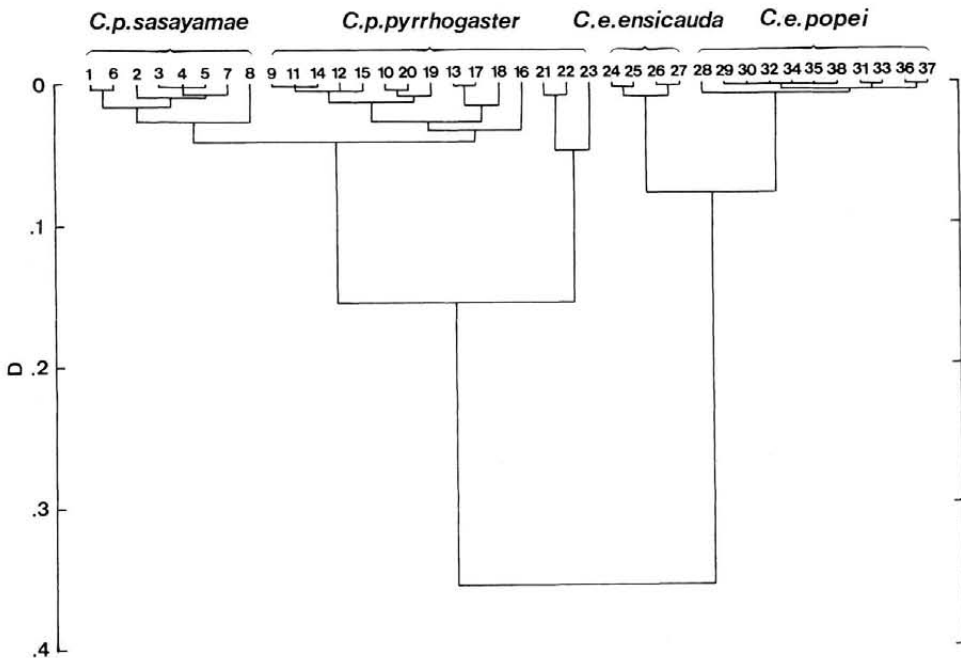 C.p.sasayamae C.p.pyrrhogaster C.e.ensicauda C.e.popei
1 6 2 3 4 5 7 8 9 11 14 12 15 10 20 19 13 17 18 16 21 22 23 24 25 26 27 28 29 30 32 34 35 38 31 33 36 37
0
.1
.2
D
.3
.4